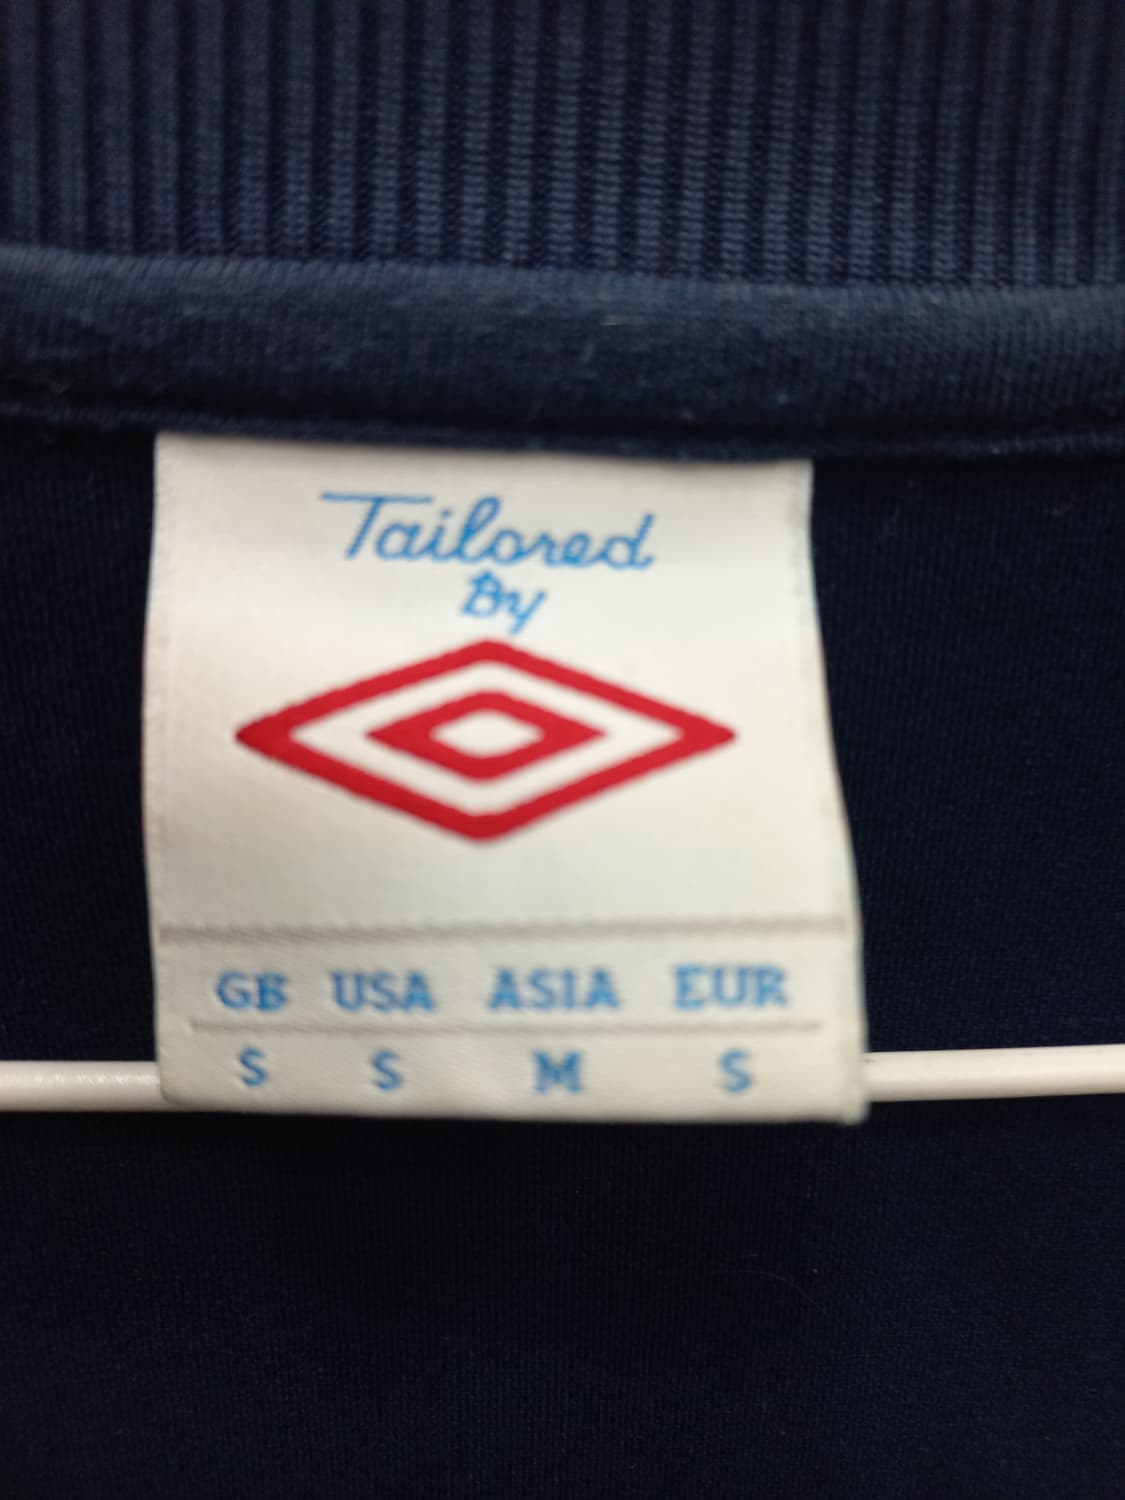 Tailored
By
GB USA ASIA EUR
S S M S